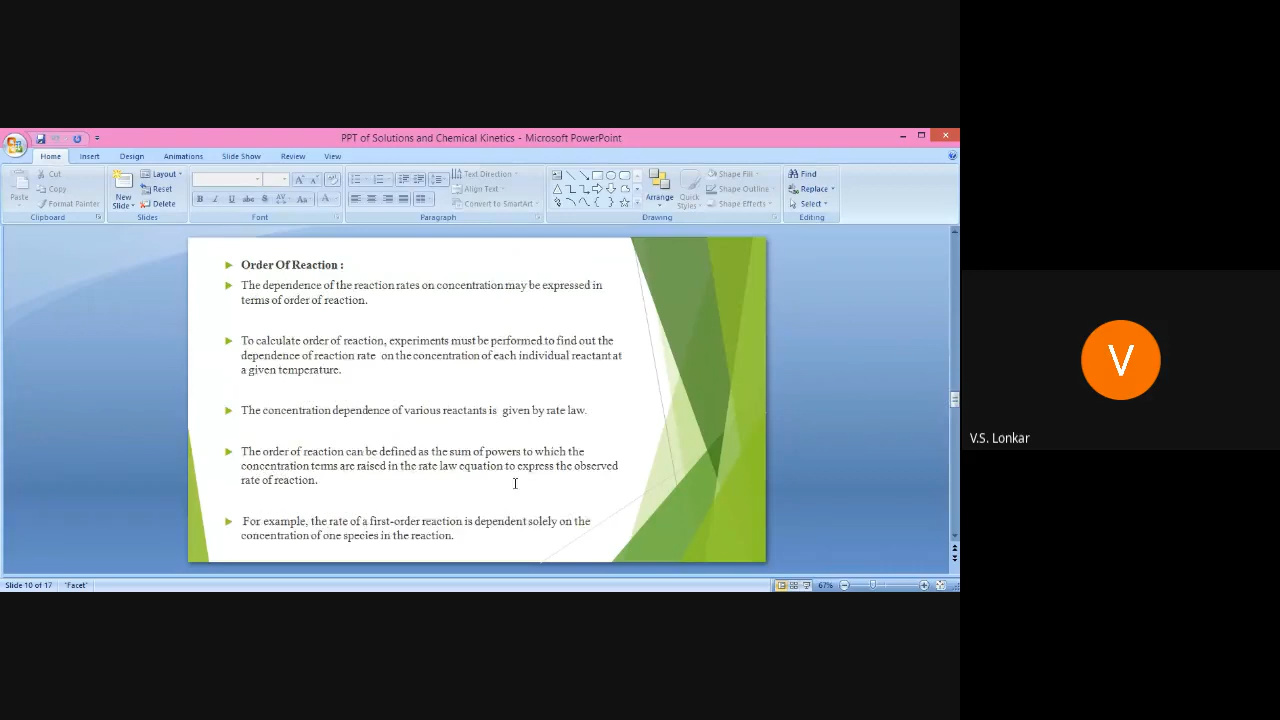 PPT of Solutions and Chemical Kinetics - Microsoft PowerPoint
Home Insert Design Animations Slide Show Review View
Cut
Copy
Format Painter
Paste
Clipboard
New
Slide
Layout
Reset
Delete
Slides
B I U abc S AV Aa A
Font
Text Direction
Align Text
Convert to SmartArt
Paragraph
Arrange
Quick
Styles
Shape Fill
Shape Outline
Shape Effects
Drawing
Find
Replace
Select
Editing
Order Of Reaction :
The dependence of the reaction rates on concentration may be expressed in
terms of order of reaction.
To calculate order of reaction, experiments must be performed to find out the
dependence of reaction rate on the concentration of each individual reactant at
a given temperature.
The concentration dependence of various reactants is given by rate law.
The order of reaction can be defined as the sum of powers to which the
concentration terms are raised in the rate law equation to express the observed
rate of reaction.
For example, the rate of a first-order reaction is dependent solely on the
concentration of one species in the reaction.
Slide 10 of 17 "Facet" 67%
V
V.S. Lonkar